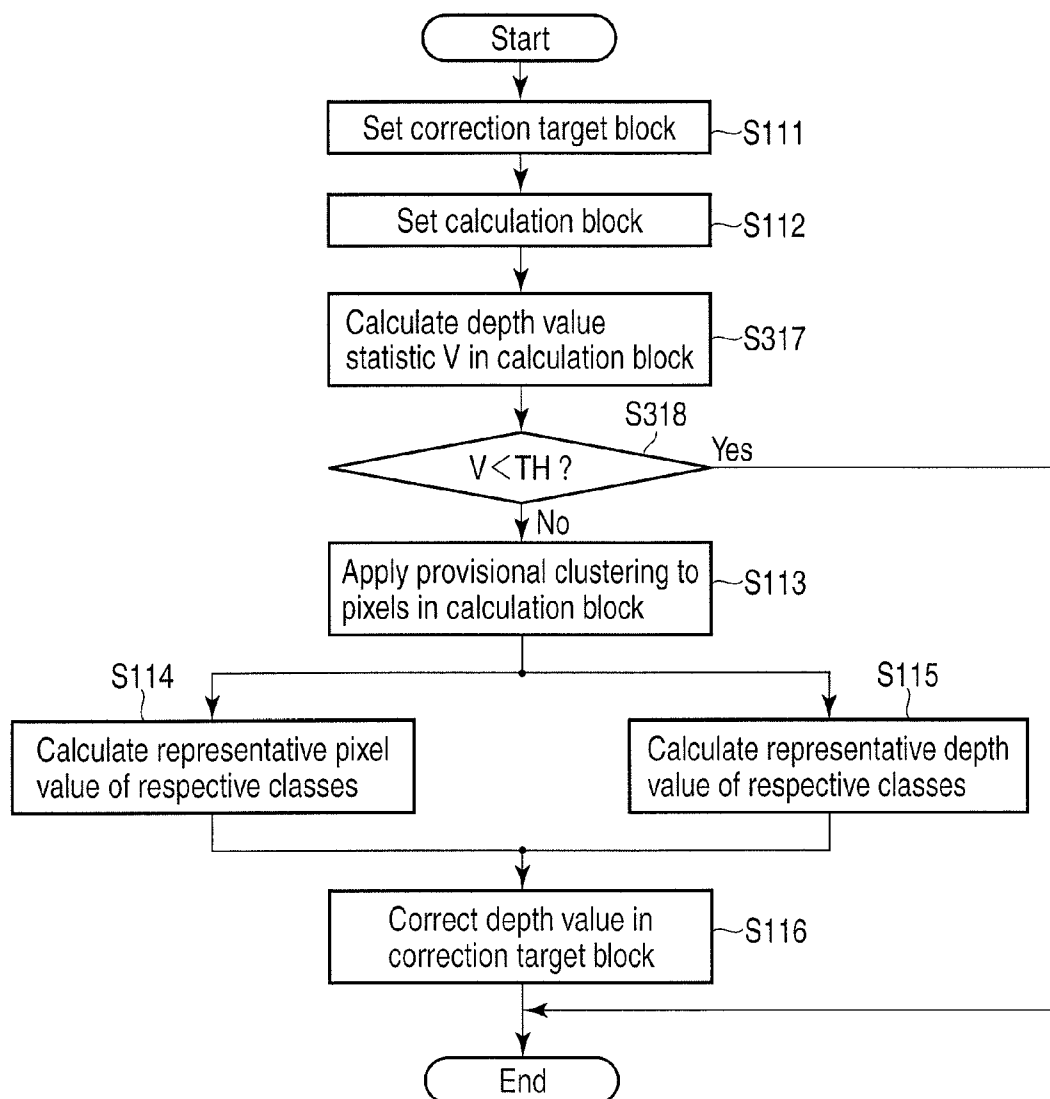 Start
Set correction target block
S111
Set calculation block
S112
Calculate depth value
statistic V in calculation block
S317
S318
V<TH ?
Yes
No
Apply provisional clustering to
pixels in calculation block
S113
S114
S115
Calculate representative pixel
value of respective classes
Calculate representative depth
value of respective classes
Correct depth value in
correction target block
S116
End